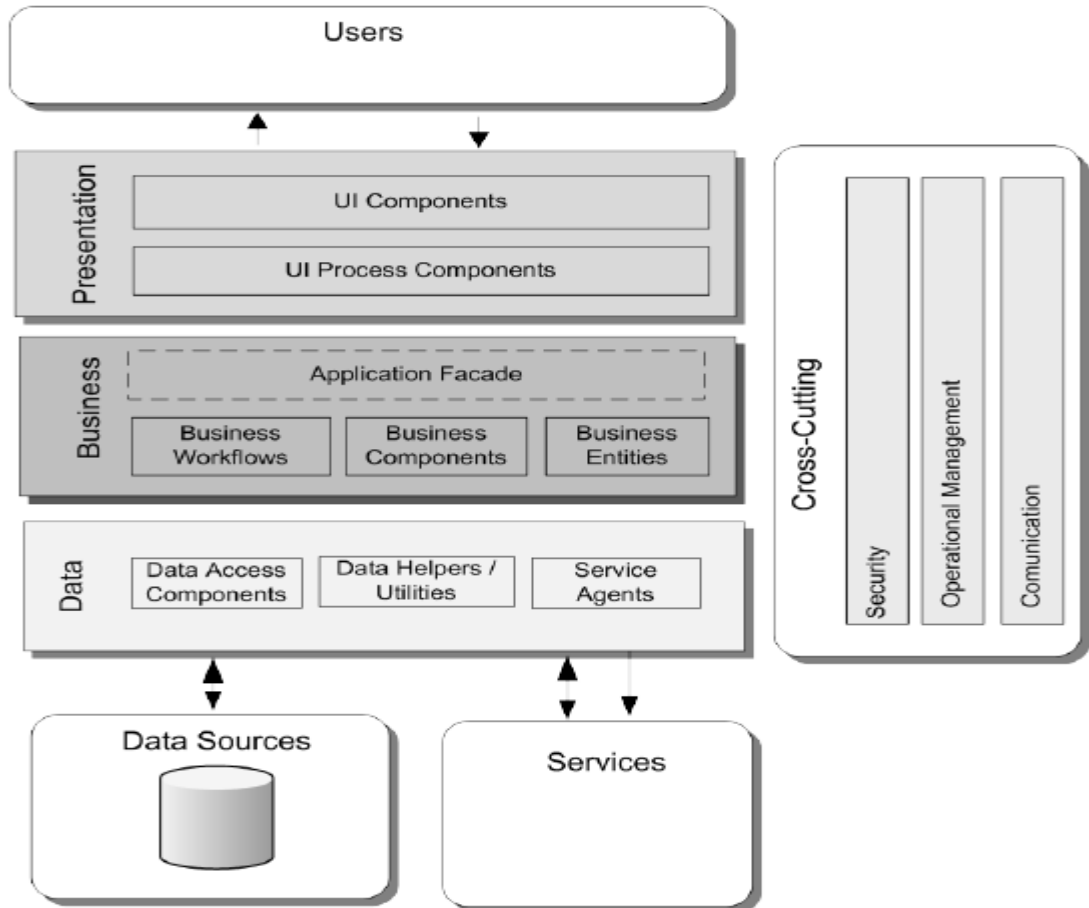 Users
Presentation
UI Components
UI Process Components
Business
Application Facade
Business
Workflows
Business
Components
Business
Entities
Data
Data Access
Components
Data Helpers /
Utilities
Service
Agents
Data Sources
Services
Cross-Cutting
Security
Operational Management
Comunication